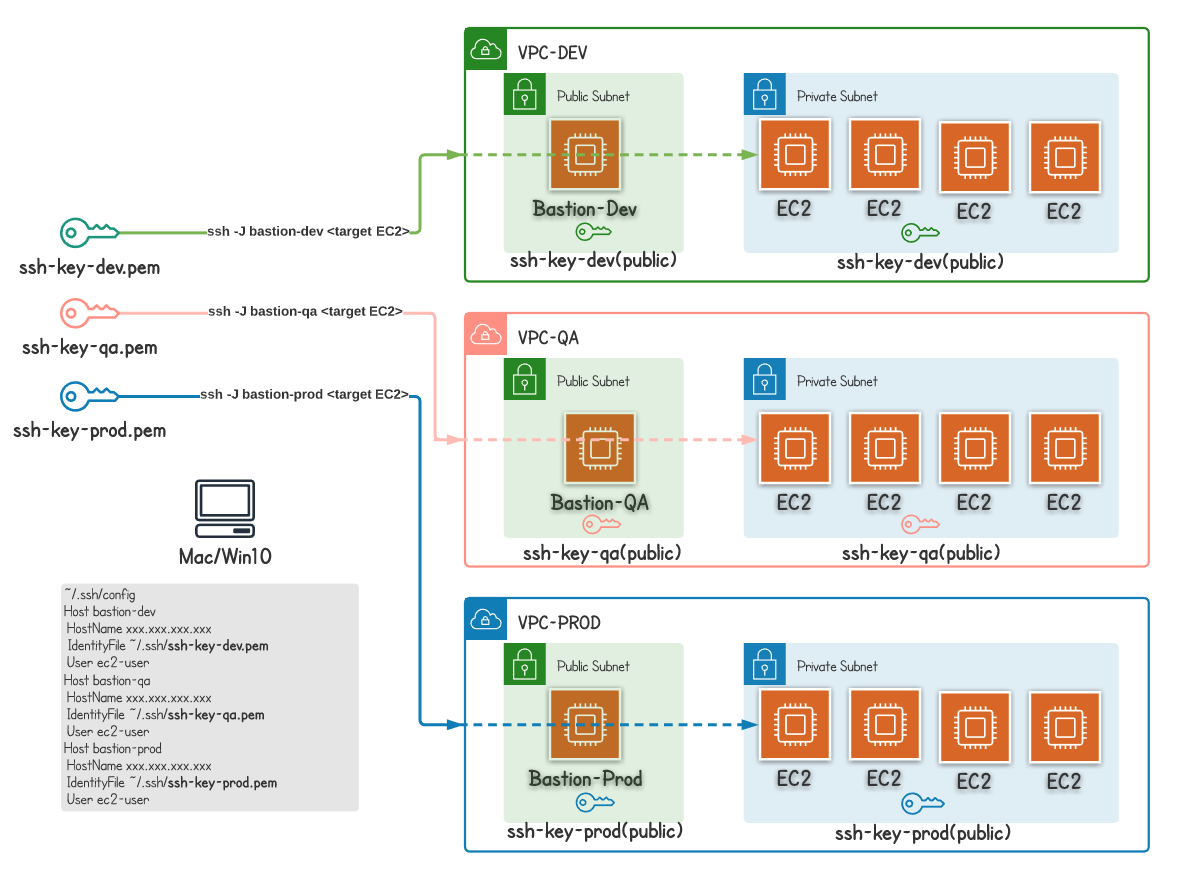 VPC-DEV
Public Subnet
Private Subnet
Bastion-Dev
EC2
EC2
EC2
EC2
ssh-key-dev(public)
ssh-key-dev(public)
ssh -J bastion-dev <target EC2>
ssh-key-dev.pem
ssh -J bastion-qa <target EC2>
ssh-key-qa.pem
ssh -J bastion-prod <target EC2>
ssh-key-prod.pem
VPC-QA
Public Subnet
Private Subnet
Bastion-QA
EC2
EC2
EC2
EC2
ssh-key-qa(public)
ssh-key-qa(public)
Mac/Win10
~/.ssh/config
Host bastion-dev
HostName xxx.xxx.xxx.xxx
IdentityFile ~/.ssh/ssh-key-dev.pem
User ec2-user
Host bastion-qa
HostName xxx.xxx.xxx.xxx
IdentityFile ~/.ssh/ssh-key-qa.pem
User ec2-user
Host bastion-prod
HostName xxx.xxx.xxx.xxx
IdentityFile ~/.ssh/ssh-key-prod.pem
User ec2-user
VPC-PROD
Public Subnet
Private Subnet
Bastion-Prod
EC2
EC2
EC2
EC2
ssh-key-prod(public)
ssh-key-prod(public)